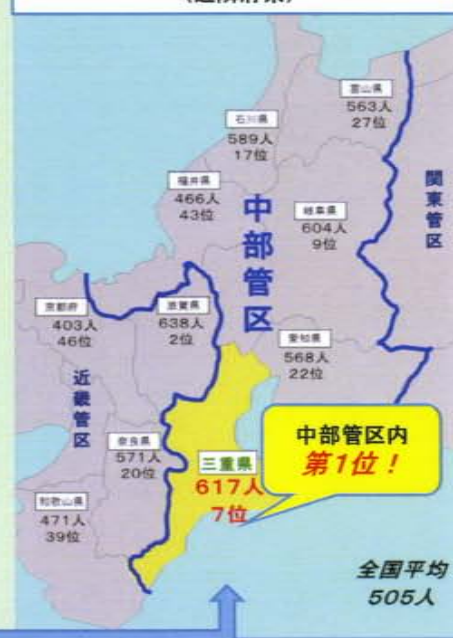 富山県
563人
27位
石川県
589人
17位
福井県
466人
43位
岐阜県
604人
9位
中部管区
関東管区
京都府
403人
46位
滋賀県
638人
2位
愛知県
568人
22位
近畿管区
奈良県
571人
20位
三重県
617人
7位
中部管区内
第1位！
和歌山県
471人
39位
全国平均
505人